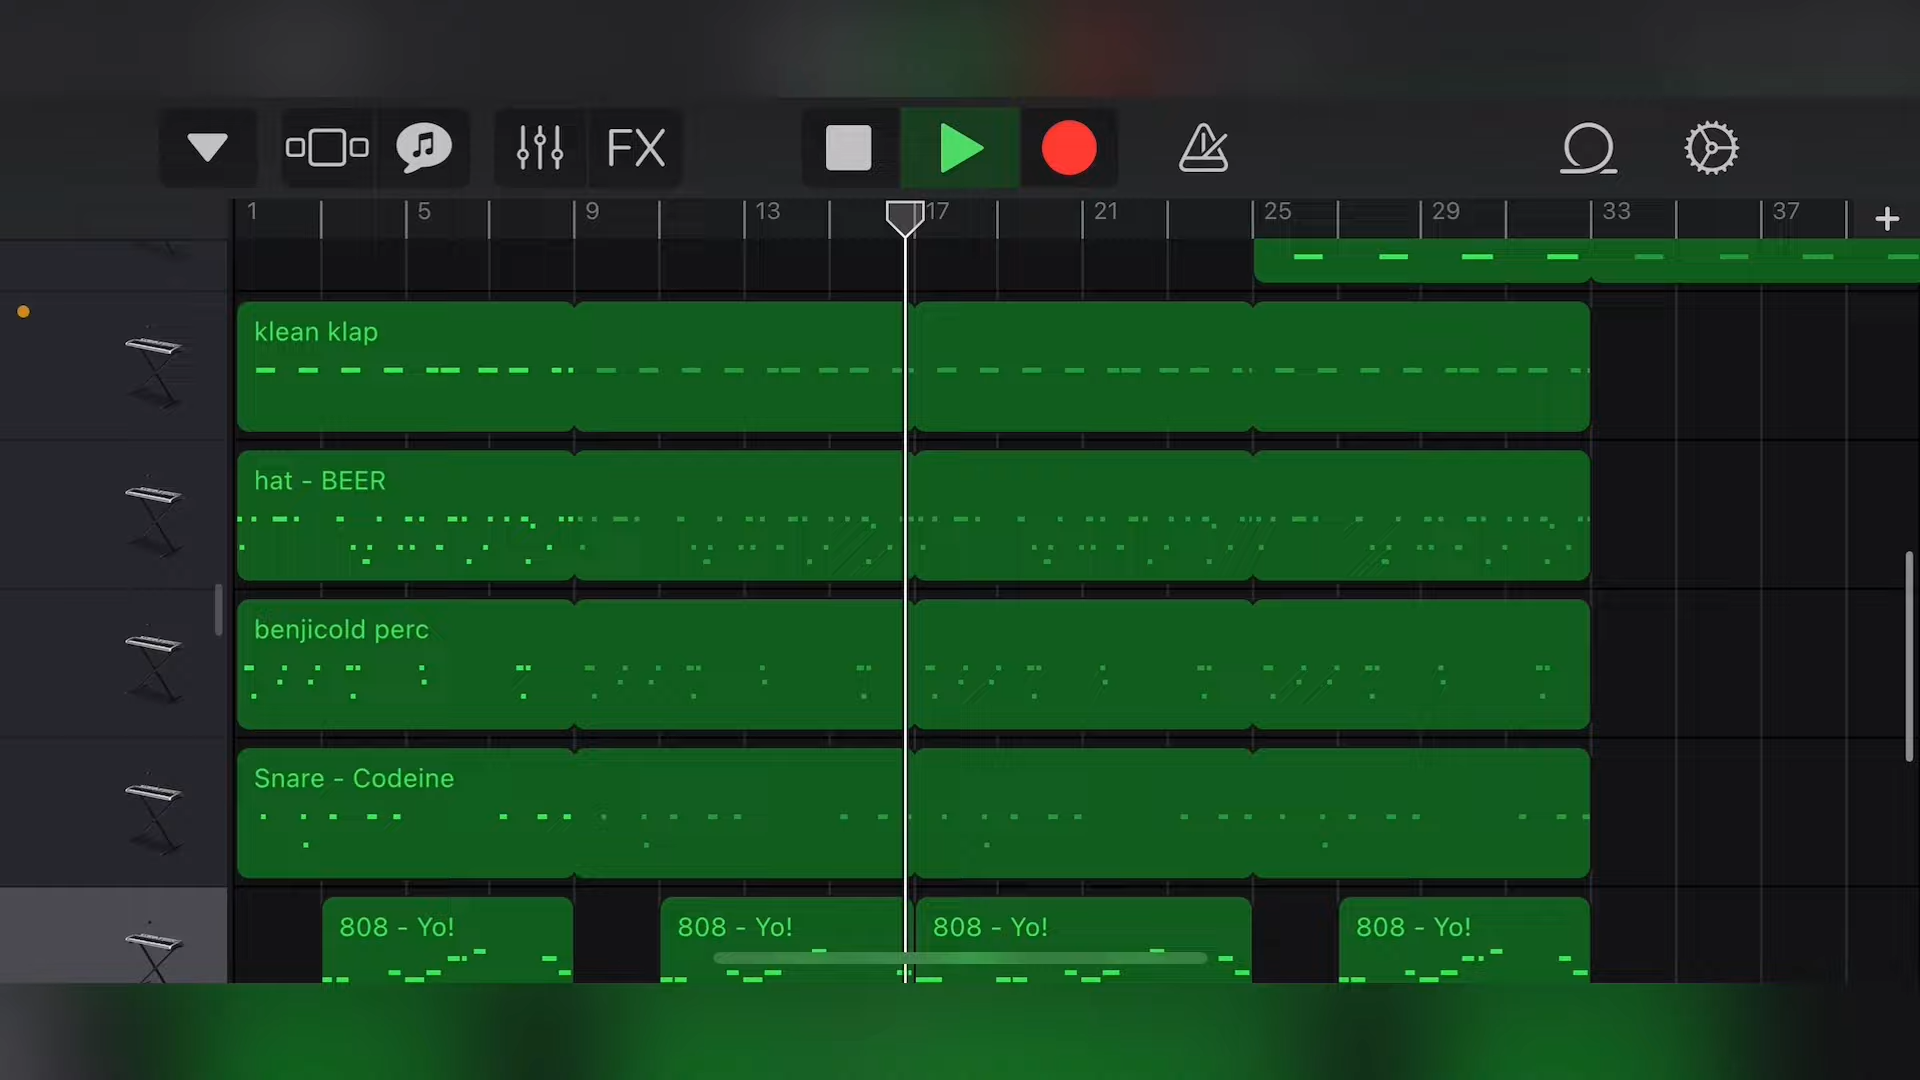 FX
1 5 9 13 17 21 25 29 33 37 +
klean klap
hat - BEER
benjicold perc
Snare - Codeine
808 - Yo! 808 - Yo! 808 - Yo! 808 - Yo!